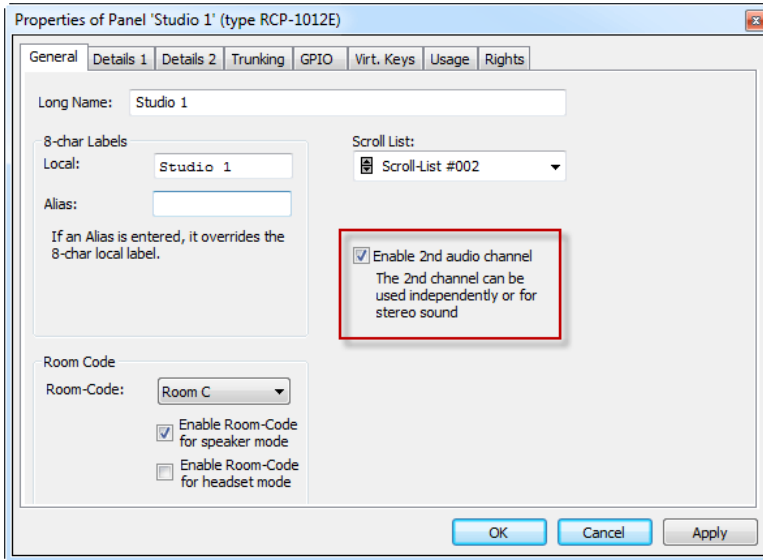 Properties of Panel 'Studio 1' (type RCP-1012E)
General Details 1 Details 2 Trunking GPIO Virt. Keys Usage Rights
Long Name: Studio 1
8-char Labels
Local: Studio 1
Alias:
If an Alias is entered, it overrides the
8-char local label.
Scroll List:
Scroll-List #002
Enable 2nd audio channel
The 2nd channel can be
used independently or for
stereo sound
Room Code
Room-Code: Room C
Enable Room-Code
for speaker mode
Enable Room-Code
for headset mode
OK Cancel Apply